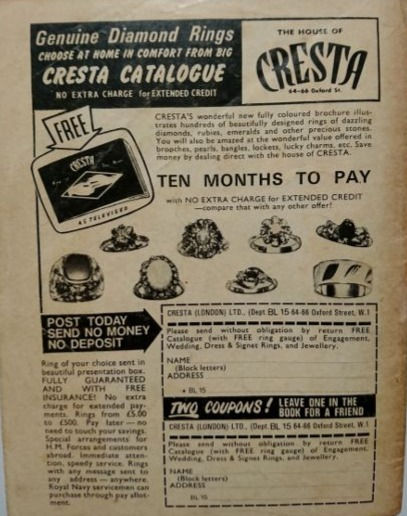 Genuine Diamond Rings
CHOOSE AT HOME IN COMFORT FROM BIG
CRESTA CATALOGUE
NO EXTRA CHARGE for EXTENDED CREDIT
THE HOUSE OF
CRESTA
64-66 Oxford St.
FREE
CRESTA
AS TELEVISED
CRESTA'S wonderful new fully coloured brochure illus-
trates hundreds of beautifully designed rings of dazzling
diamonds, rubies, emeralds and other precious stones.
You will also be amazed at the wonderful value offered in
brooches, pearls, bangles, lockets, lucky charms, etc. Save
money by dealing direct with the house of CRESTA.
TEN MONTHS TO PAY
with NO EXTRA CHARGE for EXTENDED CREDIT
—compare that with any other offer!
POST TODAY
SEND NO MONEY
NO DEPOSIT
Ring of your choice sent in
beautiful presentation box.
FULLY GUARANTEED
AND WITH FREE
INSURANCE! No extra
charge for extended pay-
ments. Rings from £5.00
to £500. Pay later — no
need to touch your savings.
Special arrangements for
H.M. Forces and customers
abroad. Immediate atten-
tion, speedy service. Rings
with any message sent to
any address — anywhere.
Royal Navy servicemen can
purchase through pay allot-
ment.
CRESTA (LONDON) LTD., (Dept. BL 15 64-66 Oxford Street, W.1
Please send without obligation by return FREE
Catalogue (with FREE ring gauge) of Engagement,
Wedding, Dress & Signet Rings, and Jewellery.
NAME
(Block letters)
ADDRESS
BL 15
TWO COUPONS! LEAVE ONE IN THE
BOOK FOR A FRIEND
CRESTA (LONDON) LTD., (Dept. BL 15 64-66 Oxford Street, W.1
Please send without obligation by return FREE
Catalogue (with FREE ring gauge) of Engagement,
Wedding, Dress & Signet Rings, and Jewellery.
NAME
(Block letters)
ADDRESS
BL 15